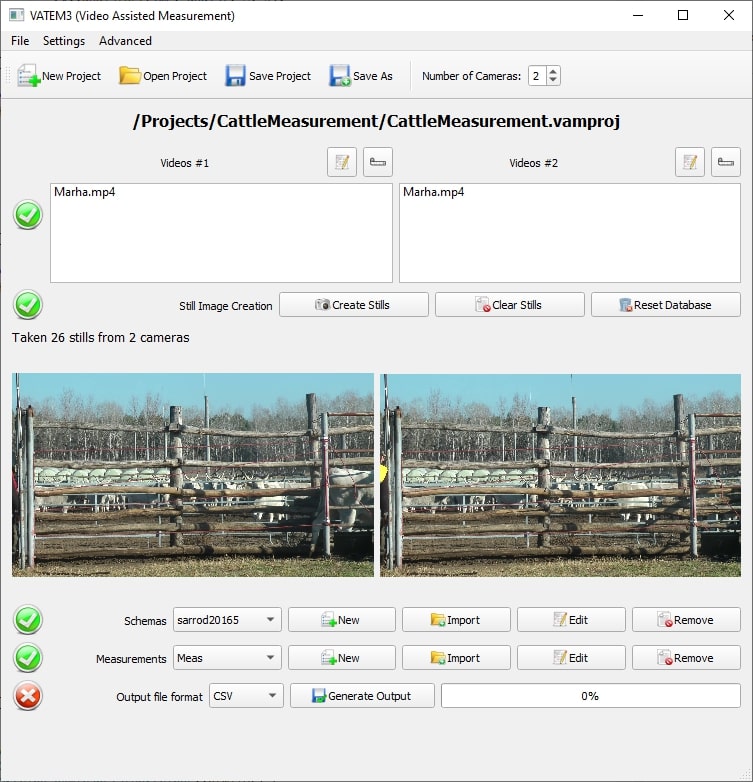 VATEM3 (Video Assisted Measurement)
File Settings Advanced
New Project Open Project Save Project Save As Number of Cameras: 2
/Projects/CattleMeasurement/CattleMeasurement.vamproj
Videos #1 Videos #2
Marha.mp4 Marha.mp4
Still Image Creation Create Stills Clear Stills Reset Database
Taken 26 stills from 2 cameras
Schemas sarrod20165 New Import Edit Remove
Measurements Meas New Import Edit Remove
Output file format CSV Generate Output 0%